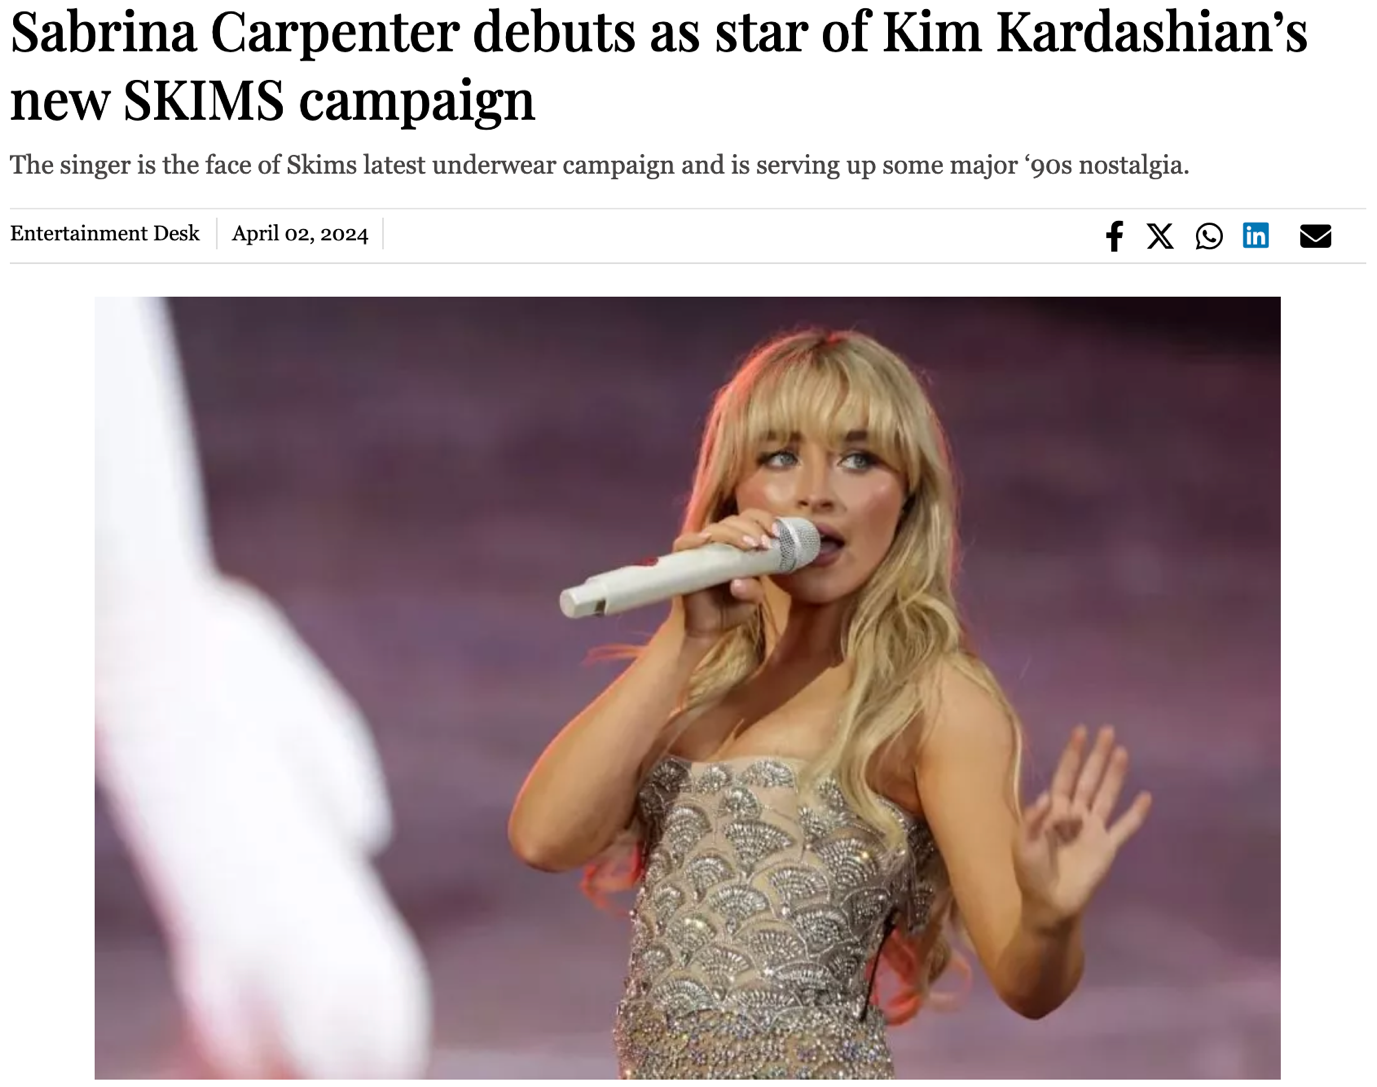 Sabrina Carpenter debuts as star of Kim Kardashian’s
new SKIMS campaign
The singer is the face of Skims latest underwear campaign and is serving up some major ‘90s nostalgia.
Entertainment Desk
April 02, 2024
f
X
in